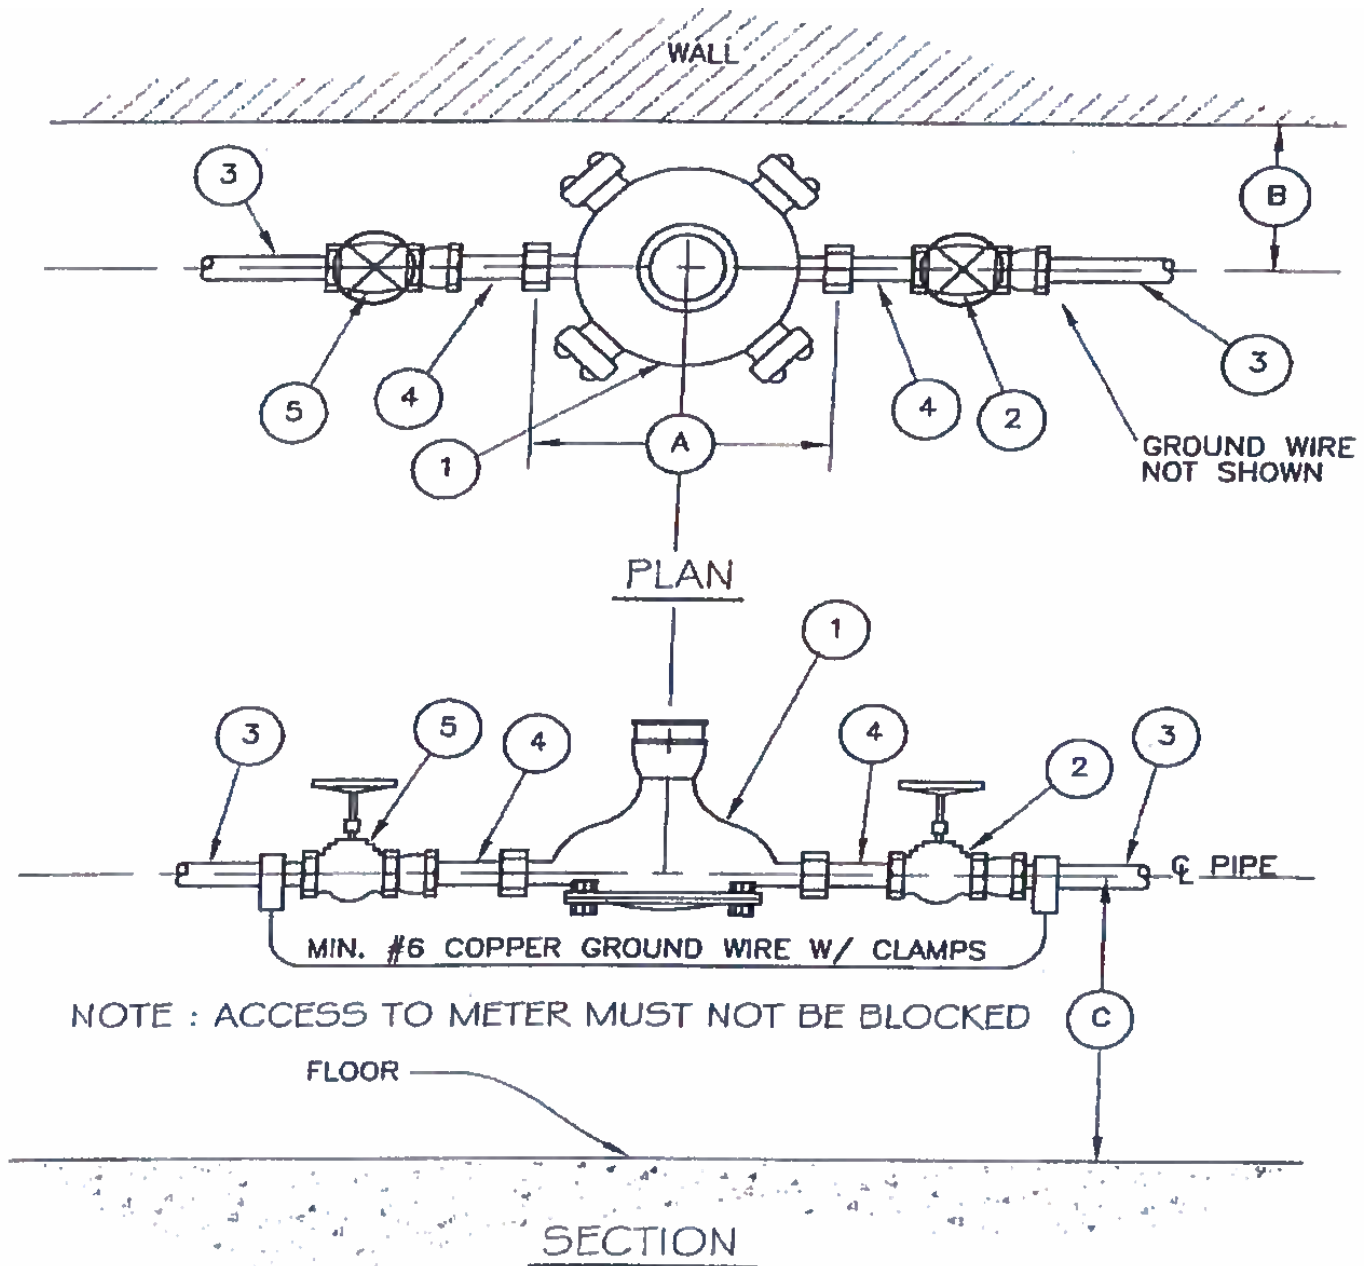 WALL
3
B
5
4
1
A
4
2
3
GROUND WIRE
NOT SHOWN
PLAN
1
3
5
4
4
2
3
℄ PIPE
MIN. #6 COPPER GROUND WIRE W/ CLAMPS
NOTE : ACCESS TO METER MUST NOT BE BLOCKED
C
FLOOR
SECTION